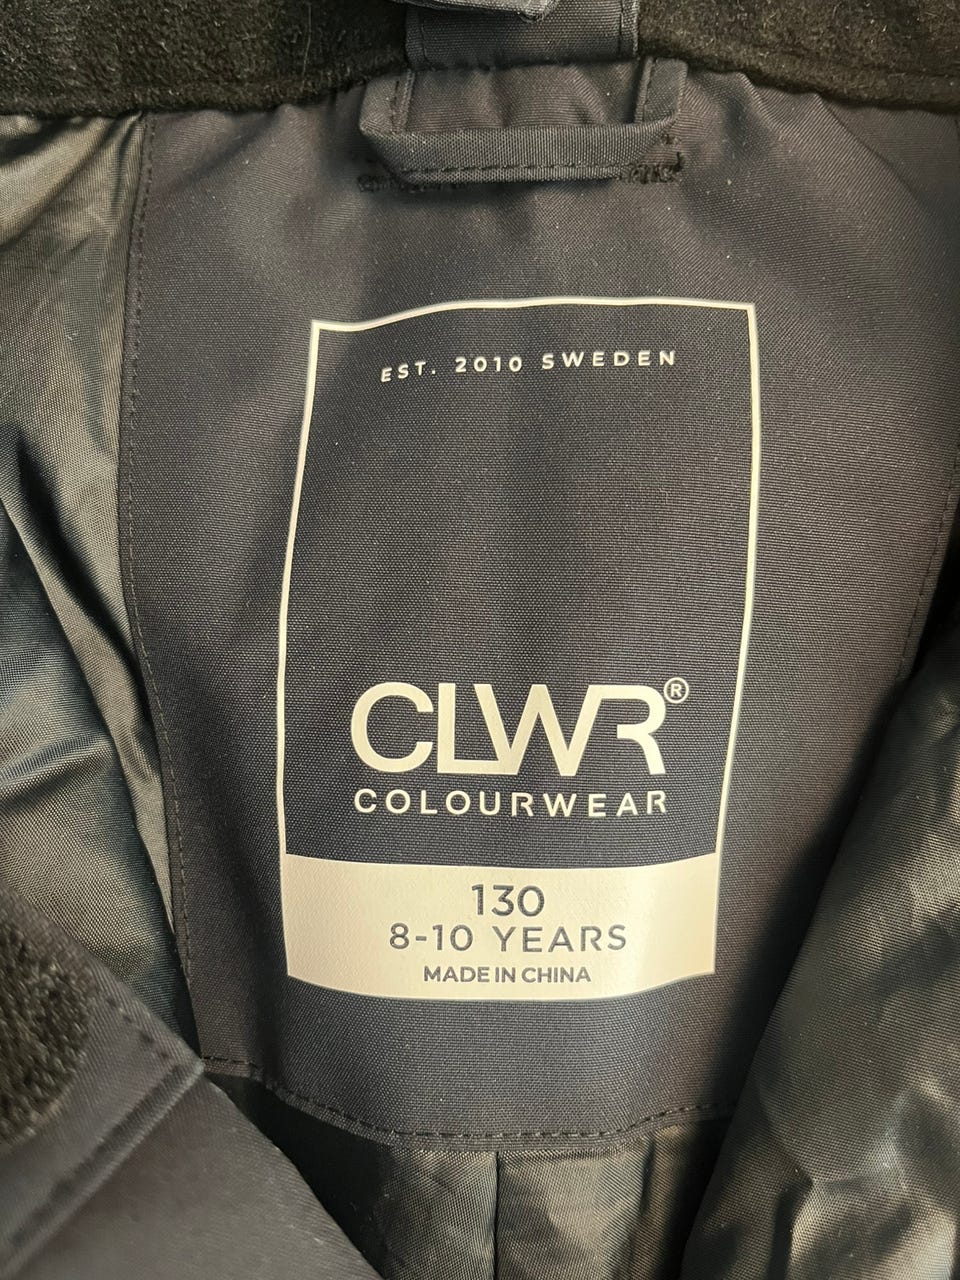 EST. 2010 SWEDEN
CLWR®
COLOURWEAR
130
8-10 YEARS
MADE IN CHINA